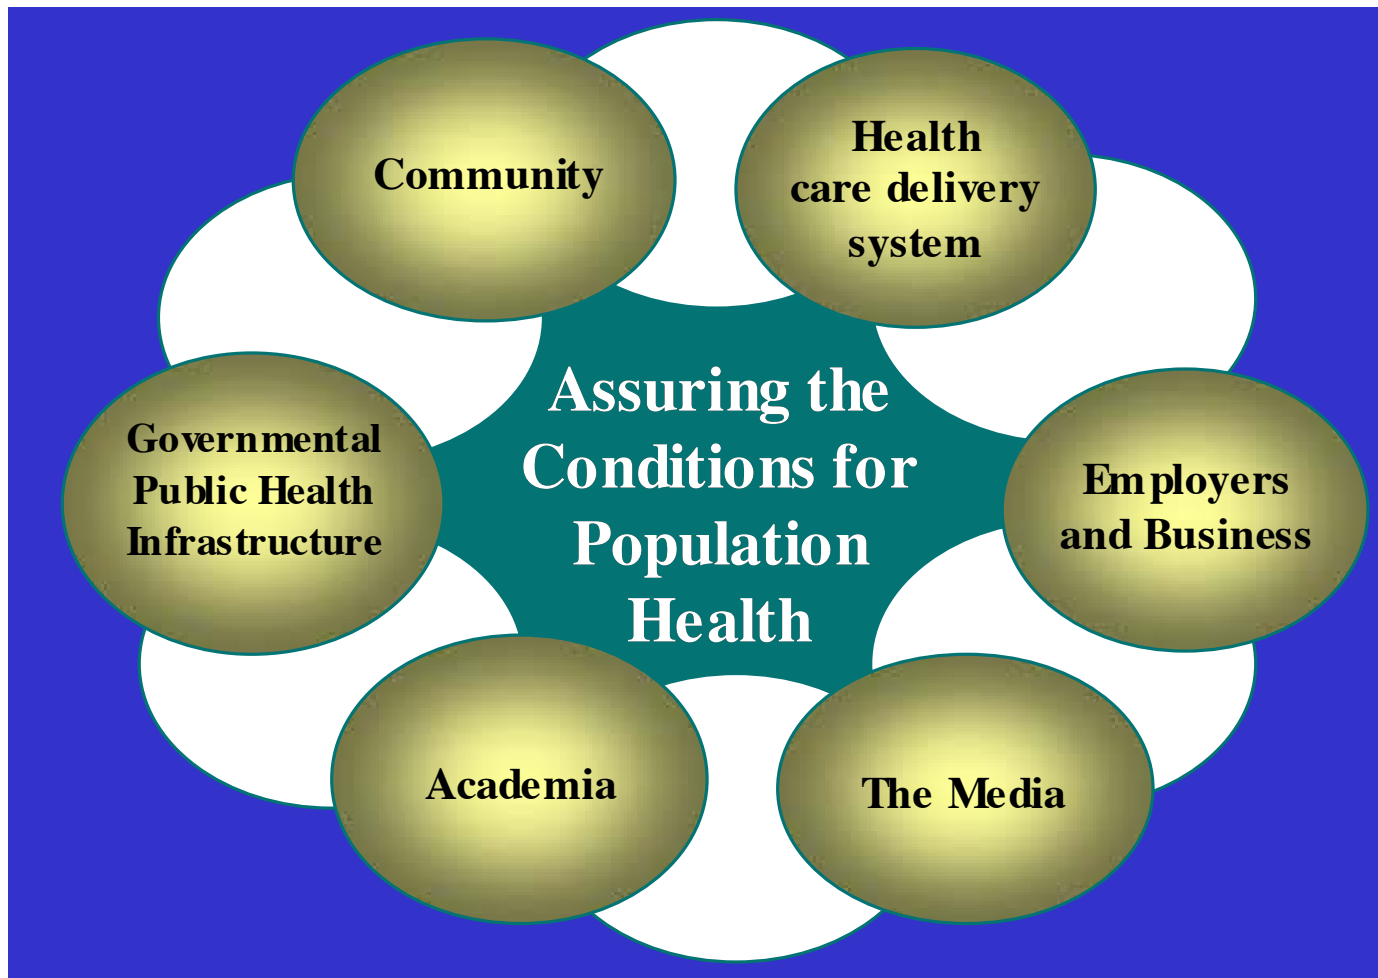 Community
Health
care delivery
system
Governmental
Public Health
Infrastructure
Assuring the
Conditions for
Population
Health
Employers
and Business
Academia
The Media